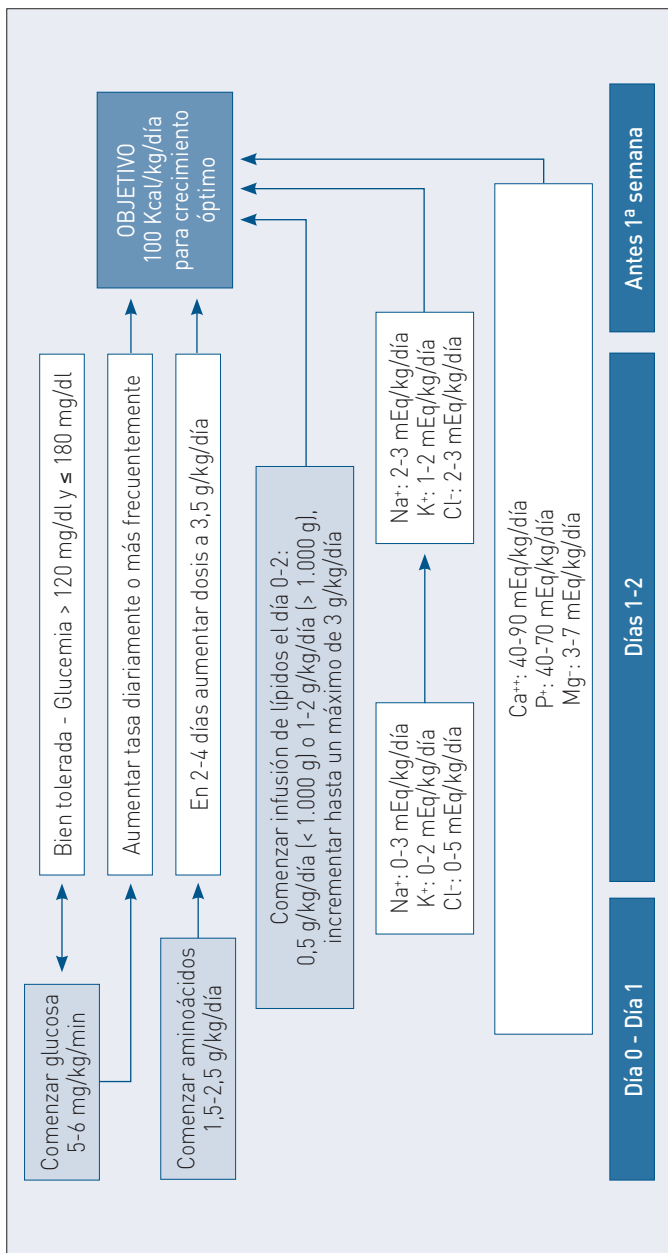 Comenzar glucosa
5-6 mg/kg/min
Bien tolerada - Glucemia > 120 mg/dl y ≤ 180 mg/dl
Aumentar tasa diariamente o más frecuentemente
Comenzar aminoácidos
1,5-2,5 g/kg/día
En 2-4 días aumentar dosis a 3,5 g/kg/día
OBJETIVO
100 Kcal/kg/día
para crecimiento
óptimo
Comenzar infusión de lípidos el día 0-2:
0,5 g/kg/día (< 1.000 g) o 1-2 g/kg/día (> 1.000 g),
incrementar hasta un máximo de 3 g/kg/día
Na⁺: 0-3 mEq/kg/día
K⁺: 0-2 mEq/kg/día
Cl⁻: 0-5 mEq/kg/día
Na⁺: 2-3 mEq/kg/día
K⁺: 1-2 mEq/kg/día
Cl⁻: 2-3 mEq/kg/día
Ca⁺⁺: 40-90 mEq/kg/día
P⁺: 40-70 mEq/kg/día
Mg⁻: 3-7 mEq/kg/día
Día 0 - Día 1
Días 1-2
Antes 1ª semana